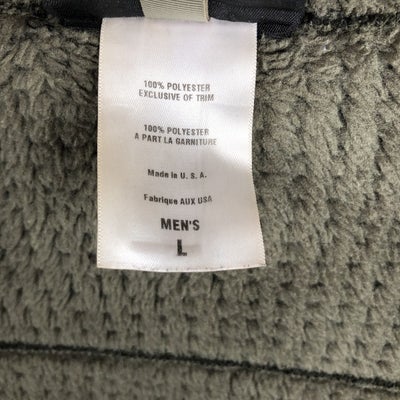 100% POLYESTER
EXCLUSIVE OF TRIM
100% POLYESTER
A PART LA GARNITURE
Made in U. S. A.
Fabrique AUX USA
MEN'S
L